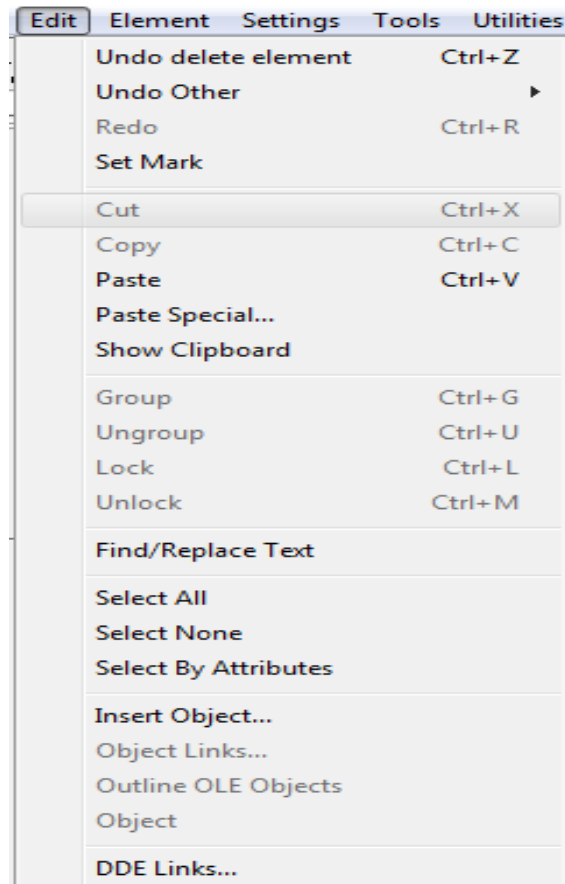 Edit Element Settings Tools Utilities
Undo delete element Ctrl+Z
Undo Other
Redo Ctrl+R
Set Mark
Cut Ctrl+X
Copy Ctrl+C
Paste Ctrl+V
Paste Special...
Show Clipboard
Group Ctrl+G
Ungroup Ctrl+U
Lock Ctrl+L
Unlock Ctrl+M
Find/Replace Text
Select All
Select None
Select By Attributes
Insert Object...
Object Links...
Outline OLE Objects
Object
DDE Links...